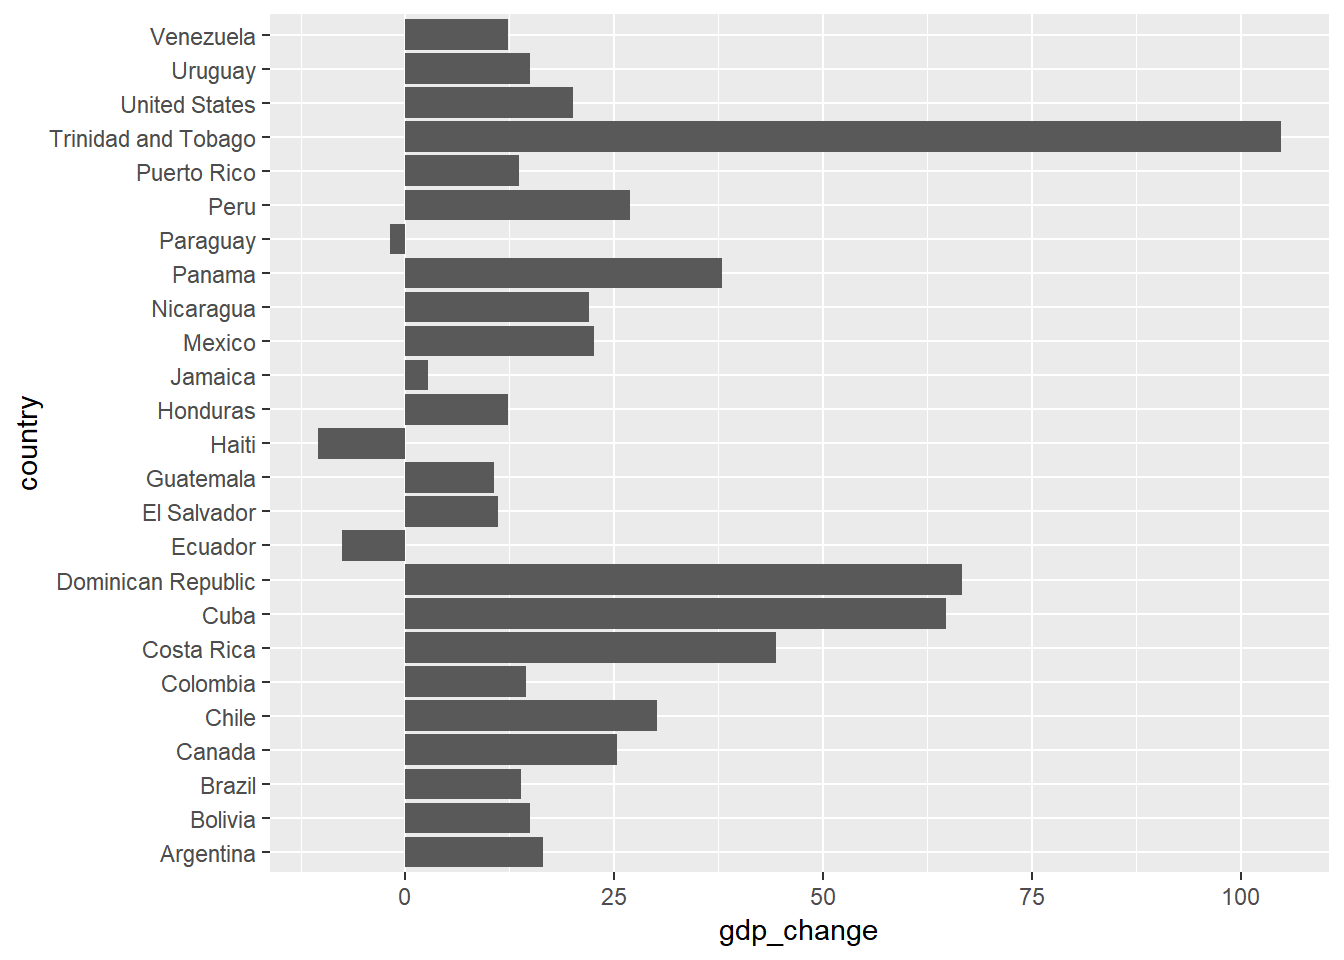 Venezuela
Uruguay
United States
Trinidad and Tobago
Puerto Rico
Peru
Paraguay
Panama
Nicaragua
Mexico
Jamaica
Honduras
Haiti
Guatemala
El Salvador
Ecuador
Dominican Republic
Cuba
Costa Rica
Colombia
Chile
Canada
Brazil
Bolivia
Argentina
country
0 25 50 75 100
gdp_change